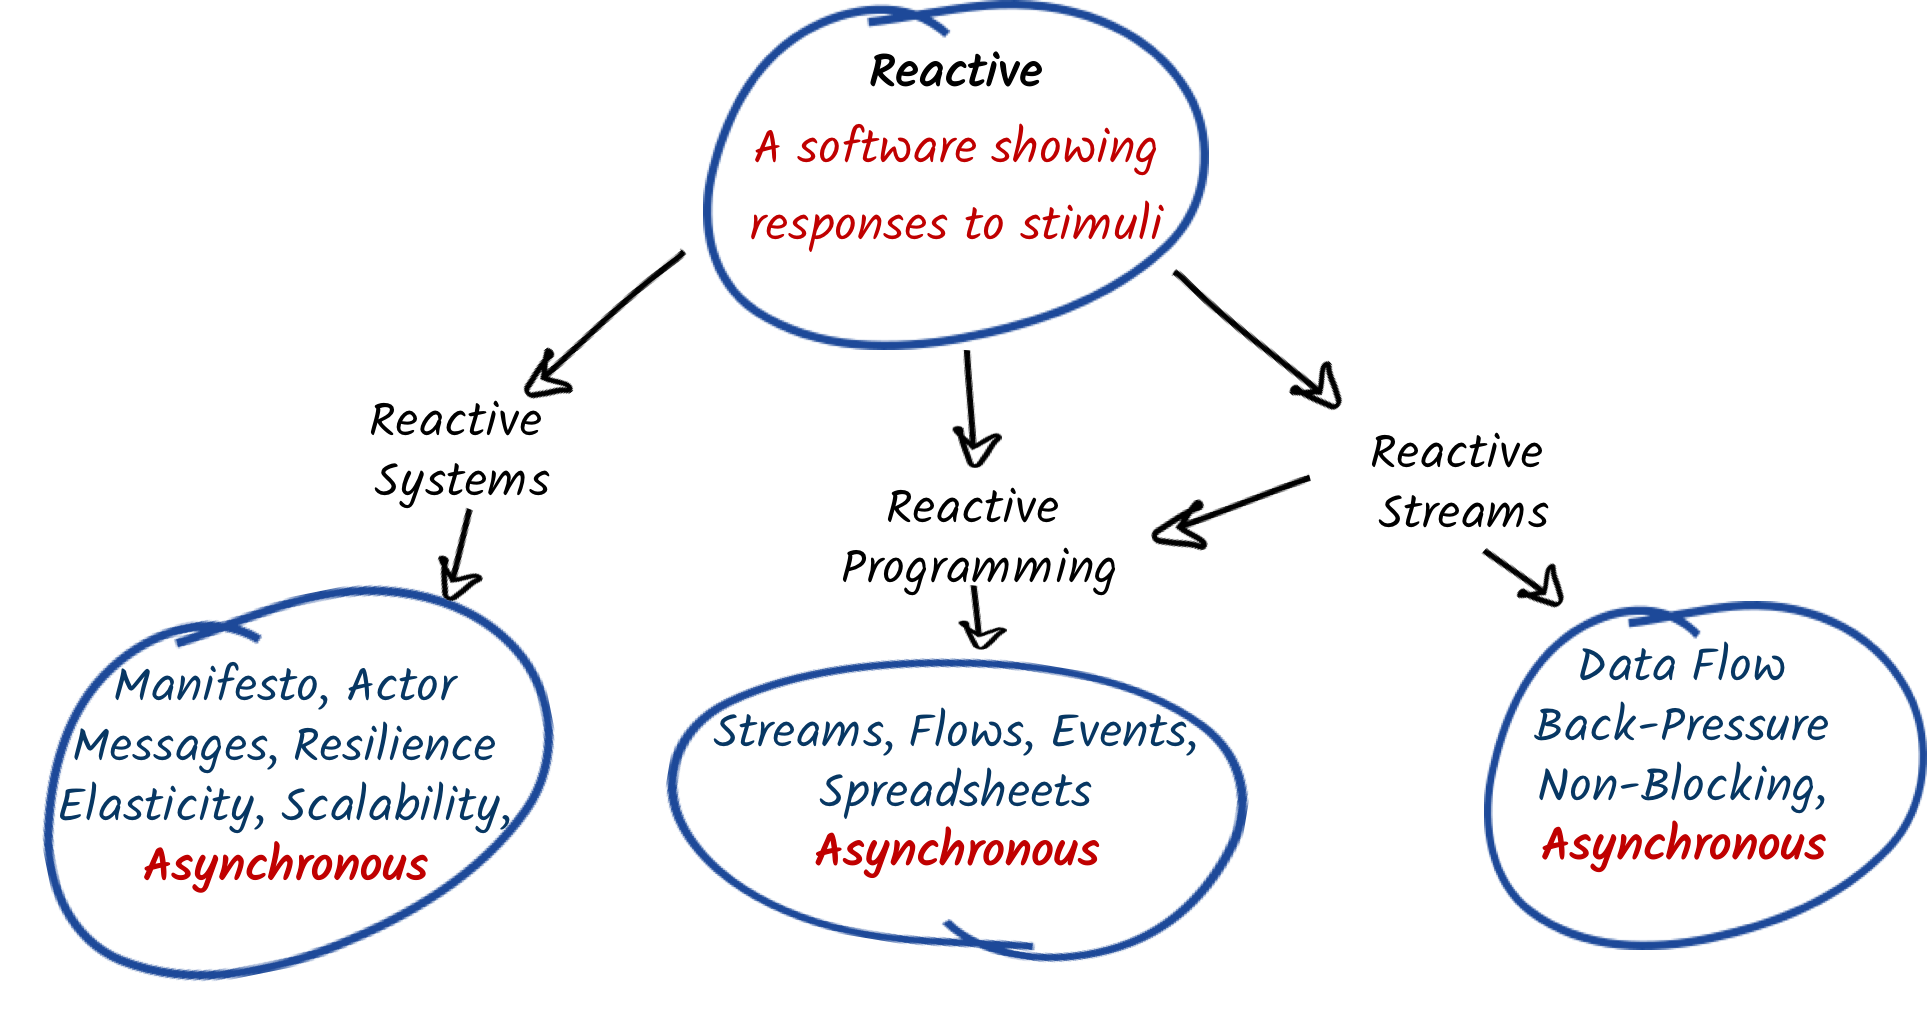 Reactive
A software showing
responses to stimuli
Reactive
Systems
Reactive
Programming
Reactive
Streams
Manifesto, Actor
Messages, Resilience
Elasticity, Scalability,
Asynchronous
Streams, Flows, Events,
Spreadsheets
Asynchronous
Data Flow
Back-Pressure
Non-Blocking,
Asynchronous